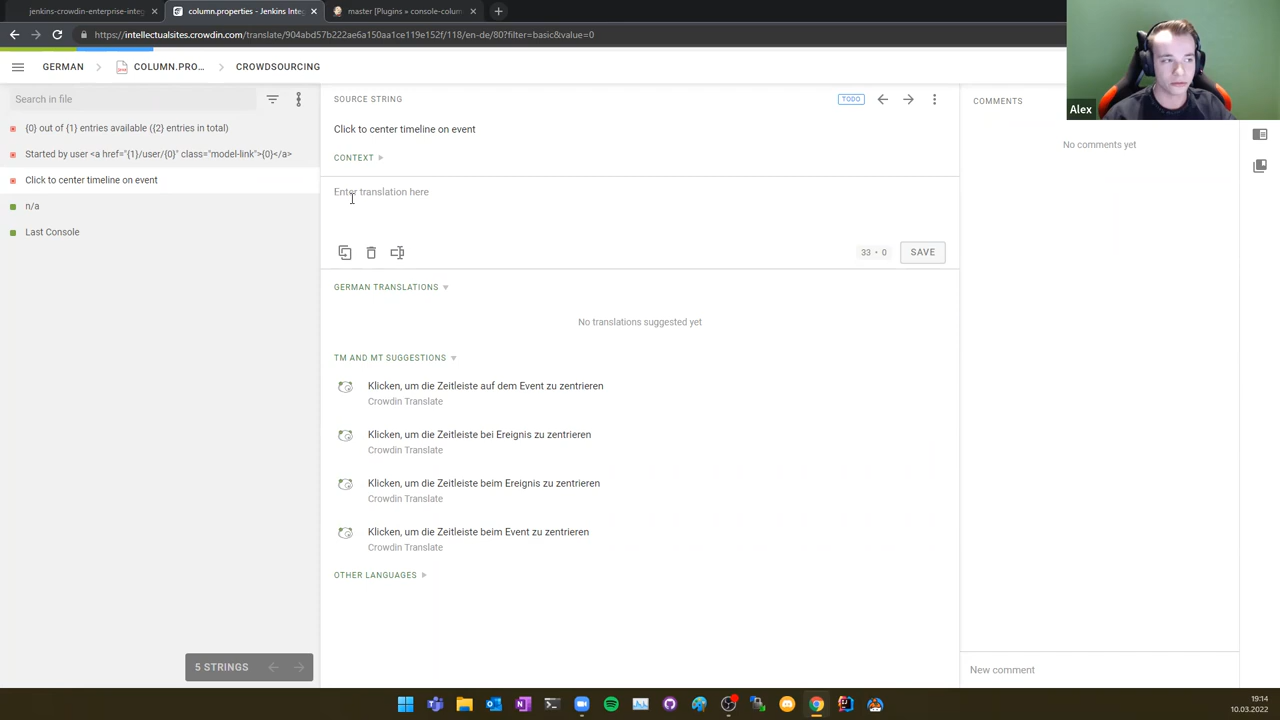 jenkins-crowdin-enterprise-integ
column.properties - Jenkins Integ
master [Plugins » console-colum
https://intellectualsites.crowdin.com/translate/904abd57b222ae6a150aa1ce119e152f/118/en-de/80?filter=basic&value=0
GERMAN
COLUMN.PRO...
CROWDSOURCING
Alex
Search in file
{0} out of {1} entries available ({2} entries in total)
Started by user <a href="{1}/user/{0}" class="model-link">{0}</a>
Click to center timeline on event
n/a
Last Console
5 STRINGS
SOURCE STRING
TODO
Click to center timeline on event
CONTEXT
Enter translation here
33 • 0
SAVE
GERMAN TRANSLATIONS
No translations suggested yet
TM AND MT SUGGESTIONS
Klicken, um die Zeitleiste auf dem Event zu zentrieren
Crowdin Translate
Klicken, um die Zeitleiste bei Ereignis zu zentrieren
Crowdin Translate
Klicken, um die Zeitleiste beim Ereignis zu zentrieren
Crowdin Translate
Klicken, um die Zeitleiste beim Event zu zentrieren
Crowdin Translate
OTHER LANGUAGES
COMMENTS
No comments yet
New comment
19:14
10.03.2022